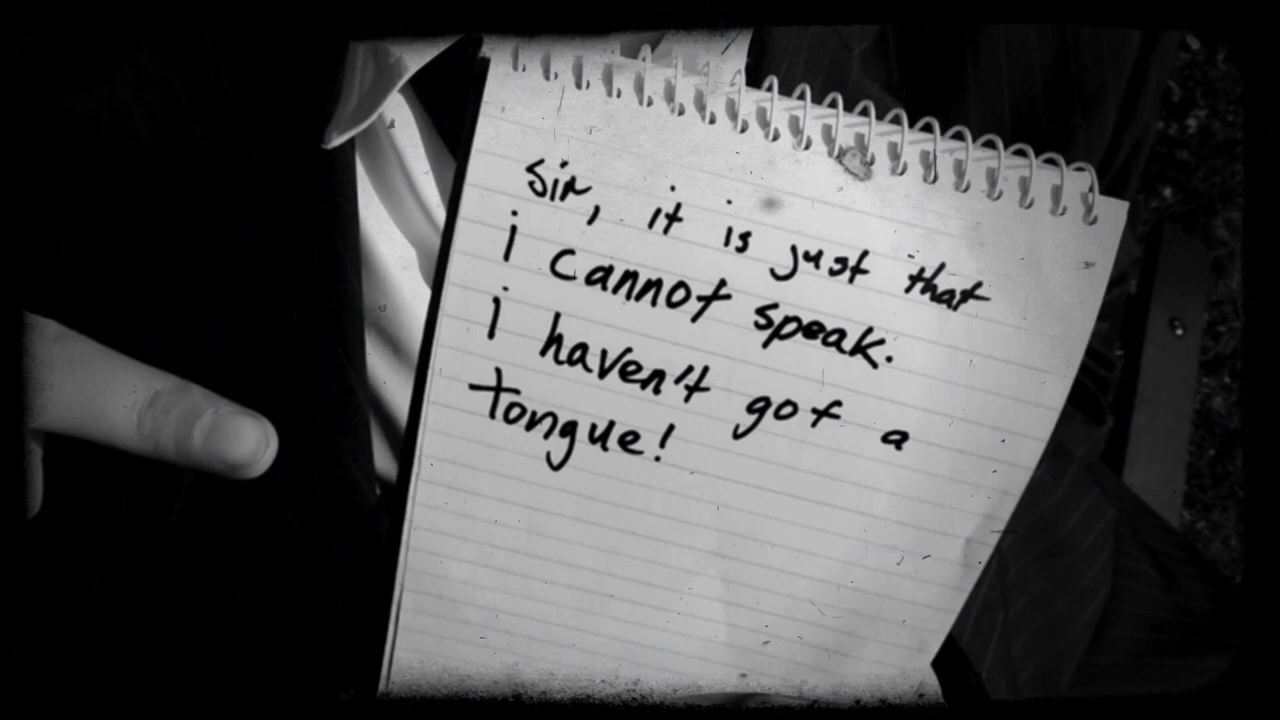 Sir, it is just that
i cannot speak.
i haven't got a
tongue!